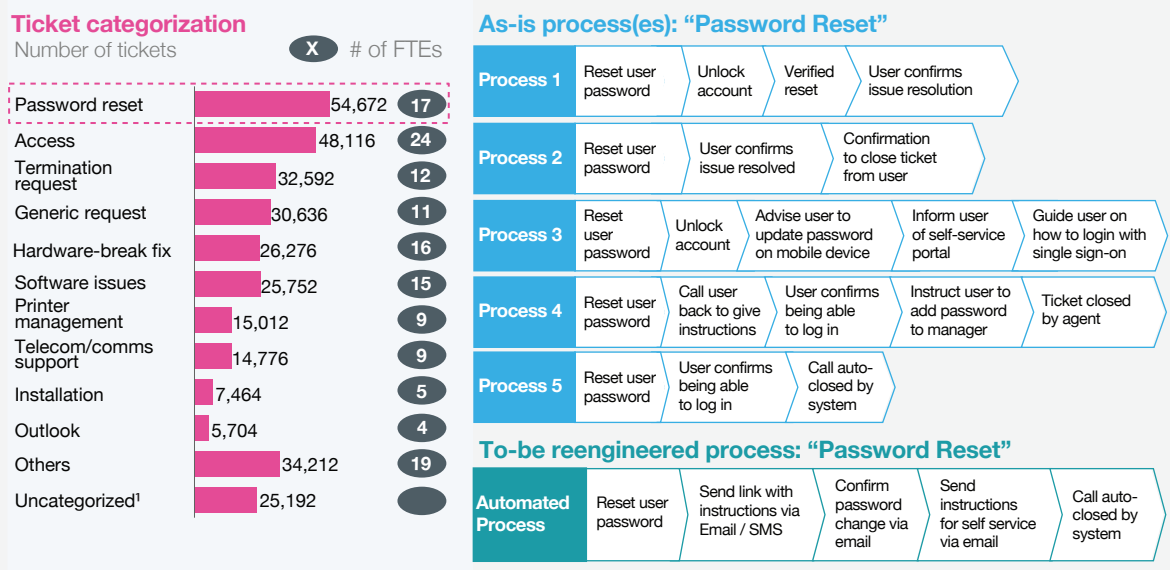 Ticket categorization
Number of tickets
X # of FTEs
Password reset
54,672
17
Access
48,116
24
Termination
request
32,592
12
Generic request
30,636
11
Hardware-break fix
26,276
16
Software issues
25,752
15
Printer
management
15,012
9
Telecom/comms
support
14,776
9
Installation
7,464
5
Outlook
5,704
4
Others
34,212
19
Uncategorized¹
25,192
As-is process(es): “Password Reset”
Process 1
Reset user
password
Unlock
account
Verified
reset
User confirms
issue resolution
Process 2
Reset user
password
User confirms
issue resolved
Confirmation
to close ticket
from user
Process 3
Reset
user
password
Unlock
account
Advise user to
update password
on mobile device
Inform user
of self-service
portal
Guide user on
how to login with
single sign-on
Process 4
Reset user
password
Call user
back to give
instructions
User confirms
being able
to log in
Instruct user to
add password
to manager
Ticket closed
by agent
Process 5
Reset user
password
User confirms
being able
to log in
Call auto-
closed by
system
To-be reengineered process: “Password Reset”
Automated
Process
Reset user
password
Send link with
instructions via
Email / SMS
Confirm
password
change via
email
Send
instructions
for self service
via email
Call auto-
closed by
system